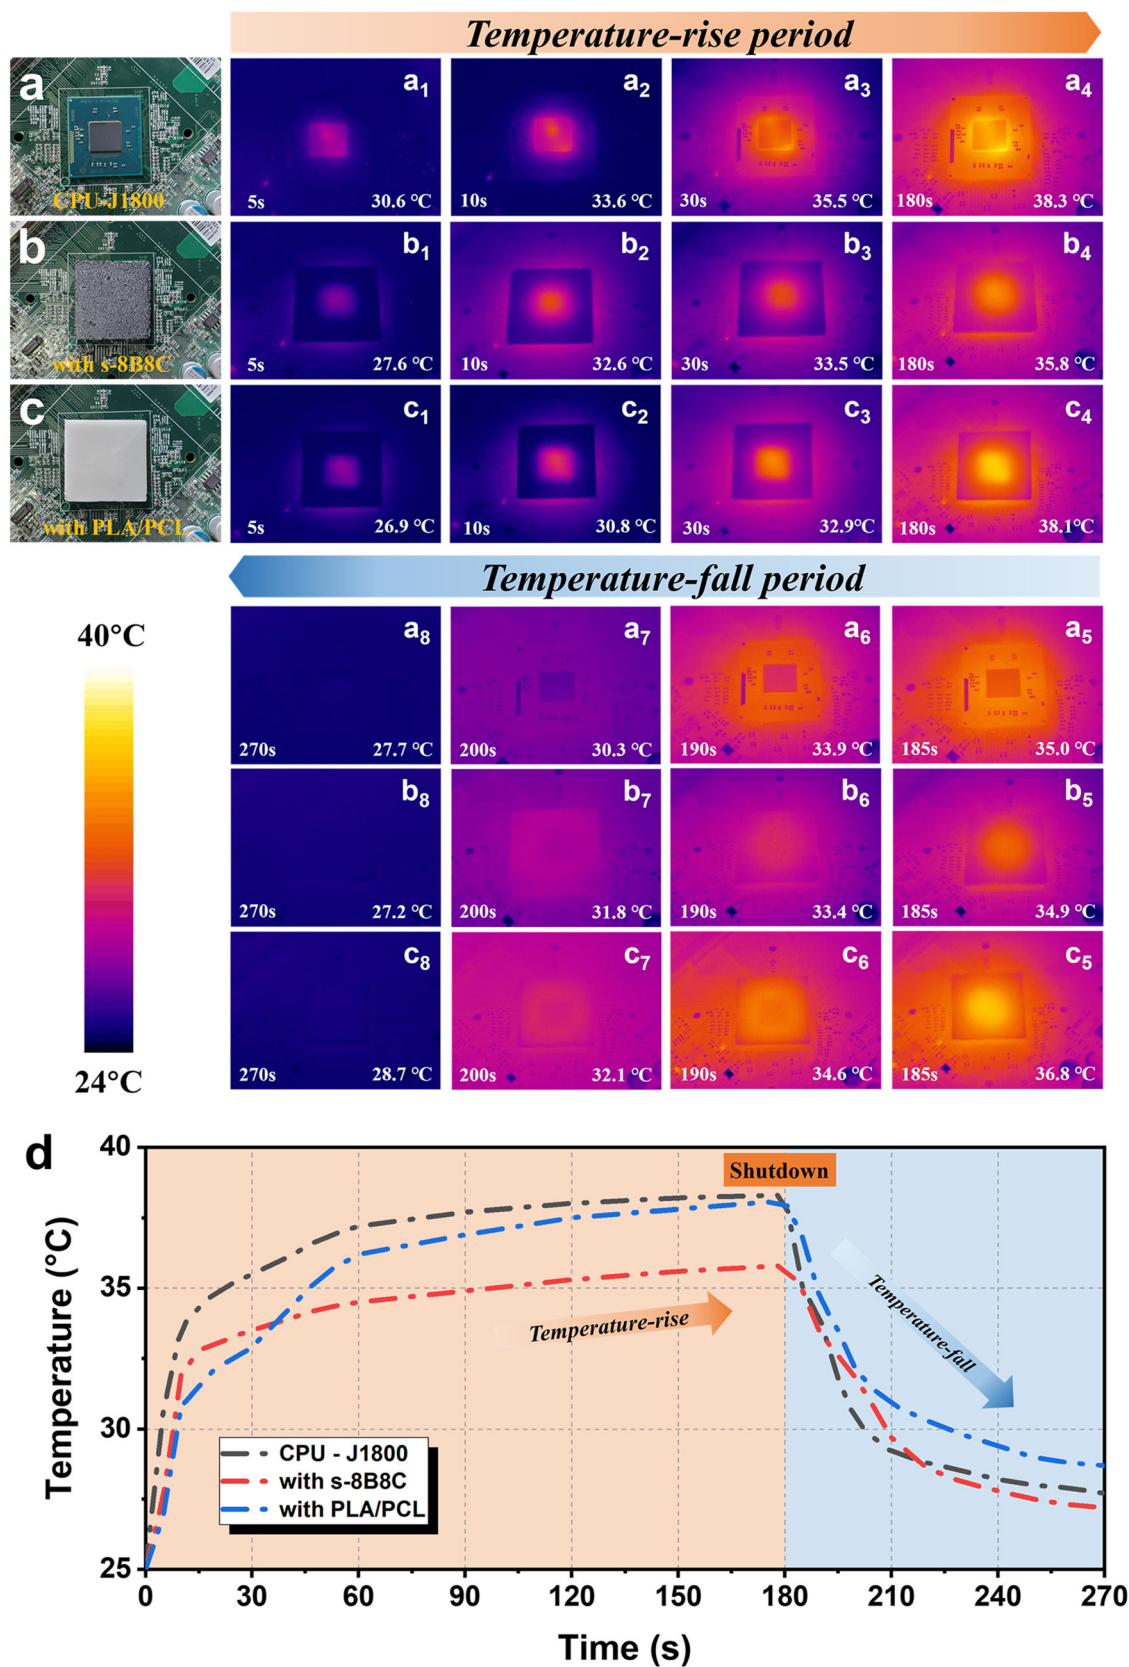 Temperature-rise period
a
CPU-J1800
a1
5s 30.6 °C
a2
10s 33.6 °C
a3
30s 35.5 °C
a4
180s 38.3 °C
b
with s-8B8C
b1
5s 27.6 °C
b2
10s 32.6 °C
b3
30s 33.5 °C
b4
180s 35.8 °C
c
with PLA/PCL
c1
5s 26.9 °C
c2
10s 30.8 °C
c3
30s 32.9°C
c4
180s 38.1°C
Temperature-fall period
40°C
24°C
a8
270s 27.7 °C
a7
200s 30.3 °C
a6
190s 33.9 °C
a5
185s 35.0 °C
b8
270s 27.2 °C
b7
200s 31.8 °C
b6
190s 33.4 °C
b5
185s 34.9 °C
c8
270s 28.7 °C
c7
200s 32.1 °C
c6
190s 34.6 °C
c5
185s 36.8 °C
d
Temperature (°C)
40
35
30
25
Shutdown
Temperature-rise
Temperature-fall
CPU - J1800
with s-8B8C
with PLA/PCL
0 30 60 90 120 150 180 210 240 270
Time (s)